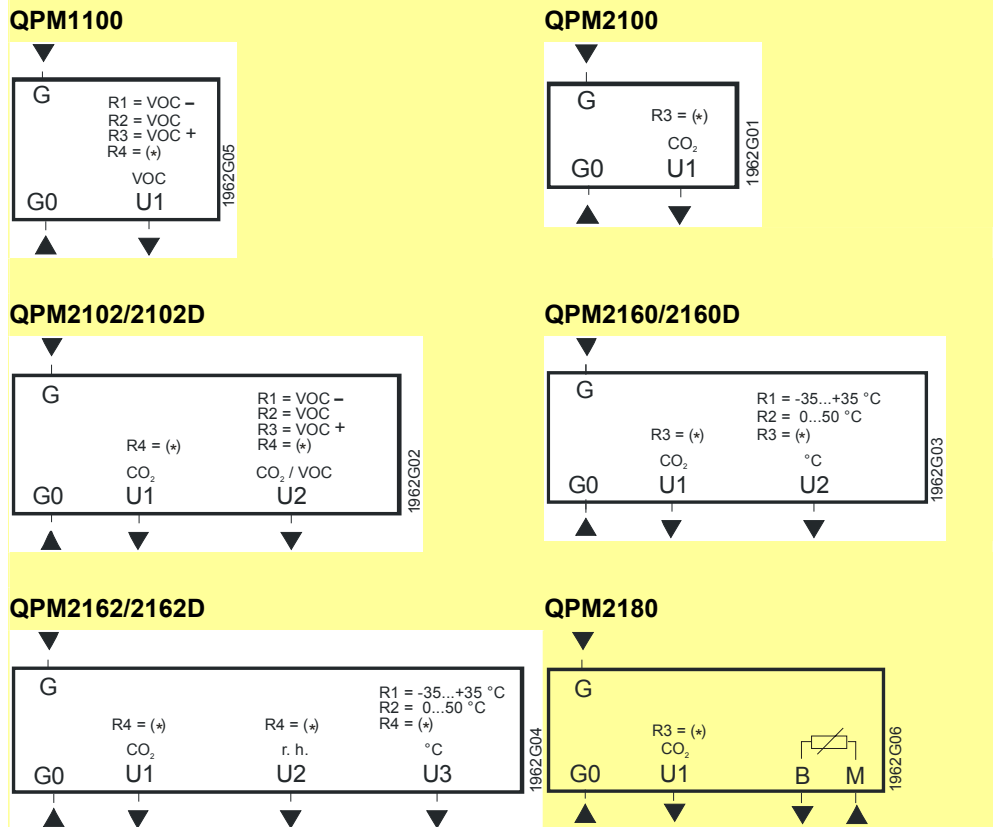 QPM1100
G
R1 = VOC –
R2 = VOC
R3 = VOC +
R4 = (*)
VOC
G0 U1
1962G05
QPM2100
G
R3 = (*)
CO₂
G0 U1
1962G01
QPM2102/2102D
G
R1 = VOC –
R2 = VOC
R3 = VOC +
R4 = (*) R4 = (*)
CO₂ CO₂ / VOC
G0 U1 U2
1962G02
QPM2160/2160D
G
R1 = -35...+35 °C
R2 = 0...50 °C
R3 = (*) R3 = (*)
CO₂ °C
G0 U1 U2
1962G03
QPM2162/2162D
G
R1 = -35...+35 °C
R2 = 0...50 °C
R4 = (*) R4 = (*) R4 = (*)
CO₂ r. h. °C
G0 U1 U2 U3
1962G04
QPM2180
G
R3 = (*)
CO₂
G0 U1 B M
1962G06